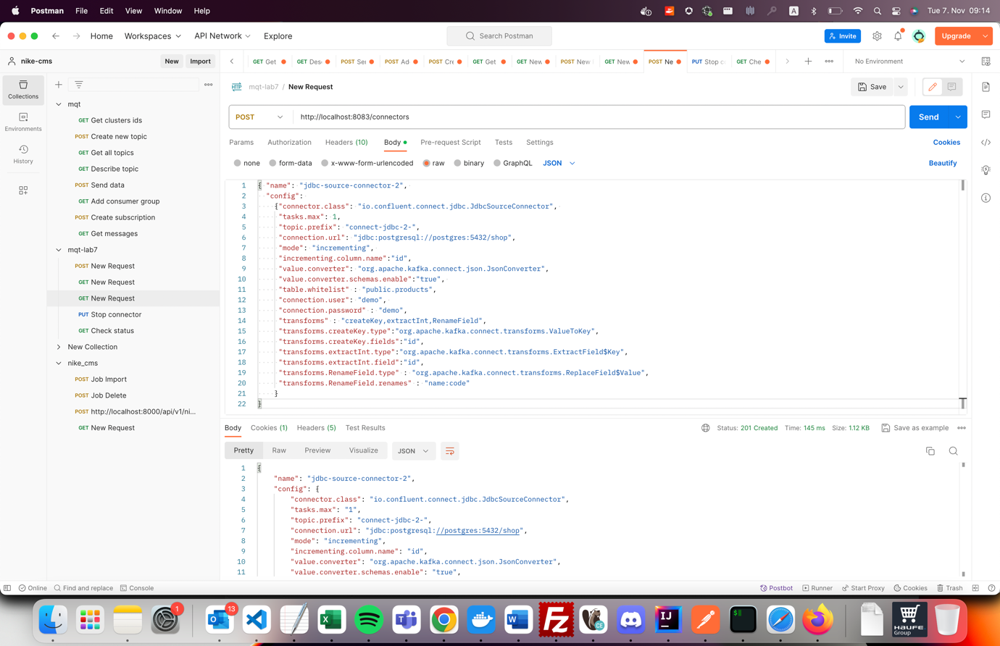 Postman File Edit View Window Help
A
Tue 7. Nov 09:14
Home Workspaces API Network Explore
Search Postman
Invite
Upgrade
nike-cms
New Import
GET Get
GET Des
POST Se
POST Ad
POST Cre
GET Get
GET Nev
POST New
GET Nev
POST Ne
PUT Stop c
GET Che
No Environment
Collections
Environments
History
mqt
GET Get clusters ids
POST Create new topic
GET Get all topics
GET Describe topic
POST Send data
GET Add consumer group
POST Create subscription
GET Get messages
mqt-lab7
POST New Request
GET New Request
GET New Request
PUT Stop connector
GET Check status
New Collection
nike_cms
POST Job Import
POST Job Delete
POST http://localhost:8000/api/v1/ni...
GET New Request
HTTP mqt-lab7 / New Request
Save
POST http://localhost:8083/connectors
Send
Params Authorization Headers (10) Body Pre-request Script Tests Settings
Cookies
none form-data x-www-form-urlencoded raw binary GraphQL JSON
Beautify
1 { "name": "jdbc-source-connector-2",
2 "config":
3 {"connector.class": "io.confluent.connect.jdbc.JdbcSourceConnector",
4 "tasks.max": 1,
5 "topic.prefix": "connect-jdbc-2-",
6 "connection.url": "jdbc:postgresql://postgres:5432/shop",
7 "mode": "incrementing",
8 "incrementing.column.name":"id",
9 "value.converter": "org.apache.kafka.connect.json.JsonConverter",
10 "value.converter.schemas.enable":"true",
11 "table.whitelist" : "public.products",
12 "connection.user": "demo",
13 "connection.password" : "demo",
14 "transforms" : "createKey,extractInt,RenameField",
15 "transforms.createKey.type":"org.apache.kafka.connect.transforms.ValueToKey",
16 "transforms.createKey.fields":"id",
17 "transforms.extractInt.type":"org.apache.kafka.connect.transforms.ExtractField$Key",
18 "transforms.extractInt.field":"id",
19 "transforms.RenameField.type" : "org.apache.kafka.connect.transforms.ReplaceField$Value",
20 "transforms.RenameField.renames" : "name:code"
21 }
22 }
Body Cookies (1) Headers (5) Test Results
Status: 201 Created Time: 145 ms Size: 1.12 KB
Save as example
Pretty Raw Preview Visualize JSON
1 {
2 "name": "jdbc-source-connector-2",
3 "config": {
4 "connector.class": "io.confluent.connect.jdbc.JdbcSourceConnector",
5 "tasks.max": "1",
6 "topic.prefix": "connect-jdbc-2-",
7 "connection.url": "jdbc:postgresql://postgres:5432/shop",
8 "mode": "incrementing",
9 "incrementing.column.name": "id",
10 "value.converter": "org.apache.kafka.connect.json.JsonConverter",
11 "value.converter.schemas.enable": "true",
Online Find and replace Console
Postbot Runner Start Proxy Cookies Trash
1
13
X
W
FZ
CE
IJ
$
HAUFE.
Group